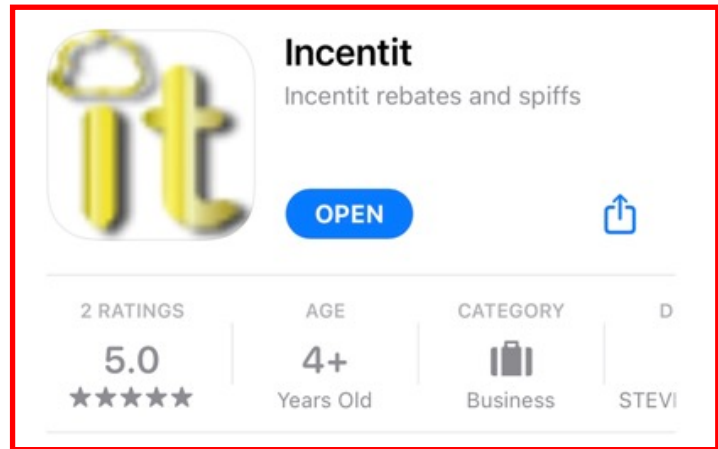 it
Incentit
Incentit rebates and spiffs
OPEN
2 RATINGS
AGE
CATEGORY
D
5.0
4+
★★★★★
Years Old
Business
STEVI